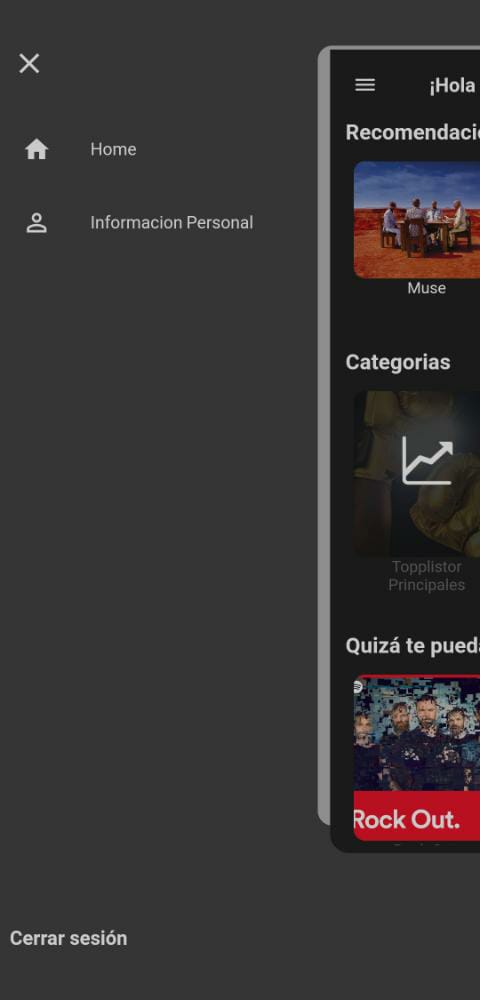 Home
Informacion Personal
Cerrar sesión
¡Hola
Recomendacio
Muse
Categorias
Topplistor
Principales
Quizá te pueda
Rock Out.